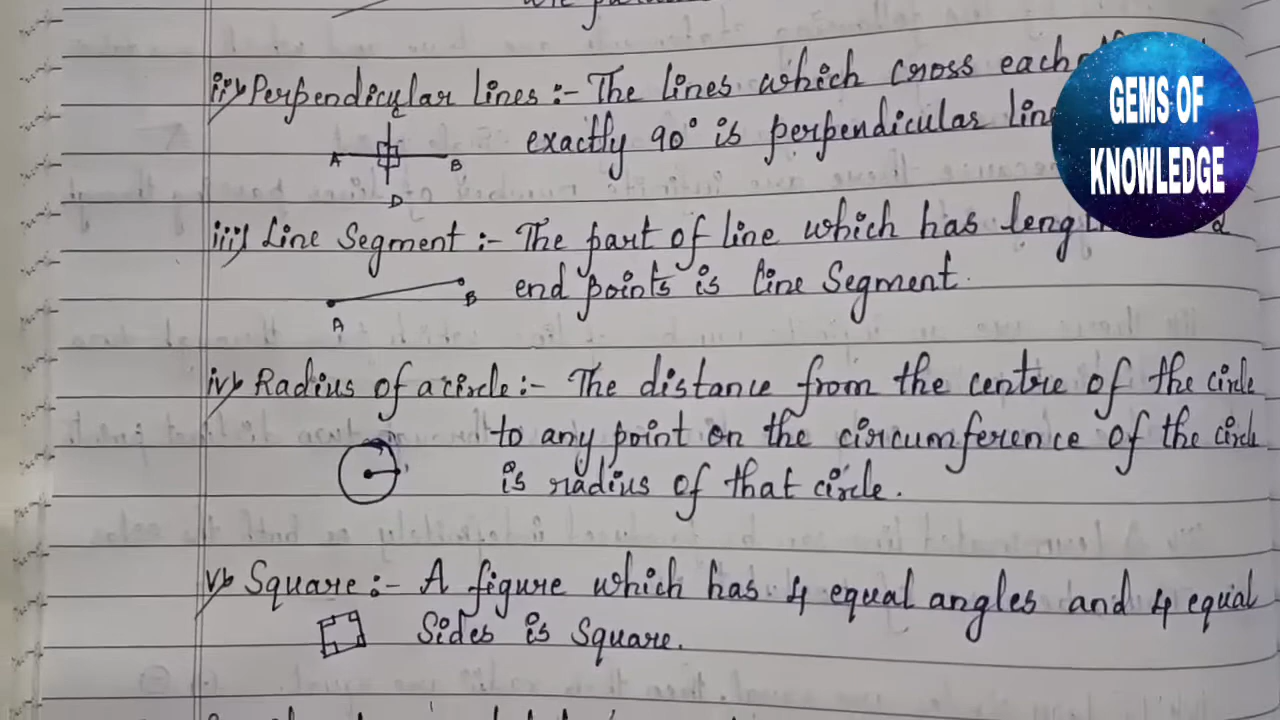 ii) Perpendicular lines :- The lines which cross each
C
exactly 90° is perpendicular
A B
D
iii) Line Segment :- The part of line which has
end points is line Segment.
A B
iv) Radius of a circle :- The distance from the centre of the circle
to any point on the circumference of the circle
is radius of that circle.
v) Square :- A figure which has 4 equal angles and 4 equal
Sides is Square.
GEMS OF
KNOWLEDGE